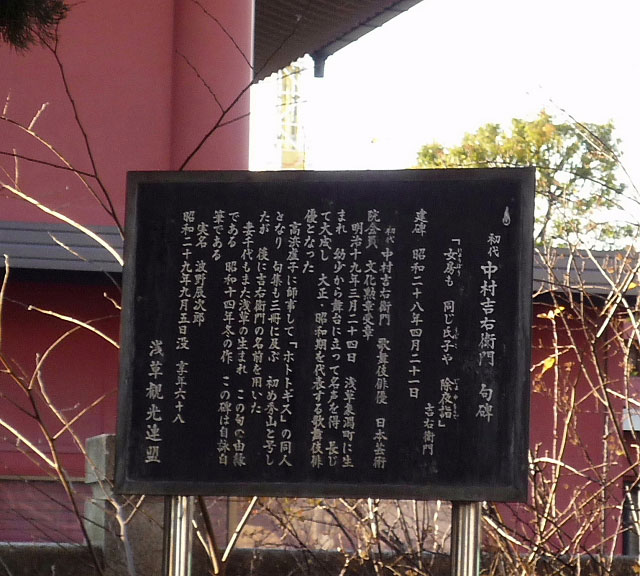 初代 中村吉右衛門 句碑
「女房も 同じ氏子や 除夜詣」
吉右衛門
建碑 昭和二十八年四月二十一日
初代 中村吉右衛門 歌舞伎俳優 日本芸術
院会員 文化勲章受章
明治十九年三月二十四日 浅草象潟町に生
まれ 幼少から舞台に立って名声を得 長じ
て大成し 大正 昭和期を代表する歌舞伎俳
優となった
高浜虚子に師事して「ホトトギス」の同人
となり 句集も三冊に及ぶ 初め秀山と号し
たが 後に吉右衛門の名前を用いた
妻千代もまた浅草の生まれ この句の由縁
である 昭和十四年冬の作 この碑は自詠自
筆である
実名 波野辰次郎
昭和二十九年九月五日没 享年六十八
浅草観光連盟